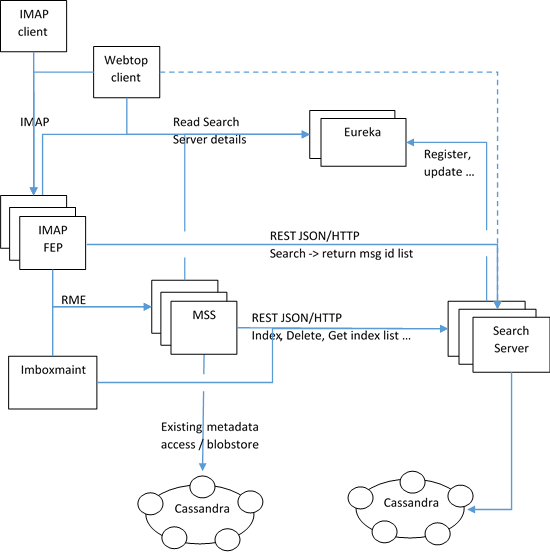 IMAP
client
Webtop
client
IMAP
Read Search
Server details
Eureka
Register,
update ...
IMAP
FEP
REST JSON/HTTP
Search -> return msg id list
RME
MSS
REST JSON/HTTP
Index, Delete, Get index list ...
Search
Server
Imboxmaint
Existing metadata
access / blobstore
Cassandra
Cassandra